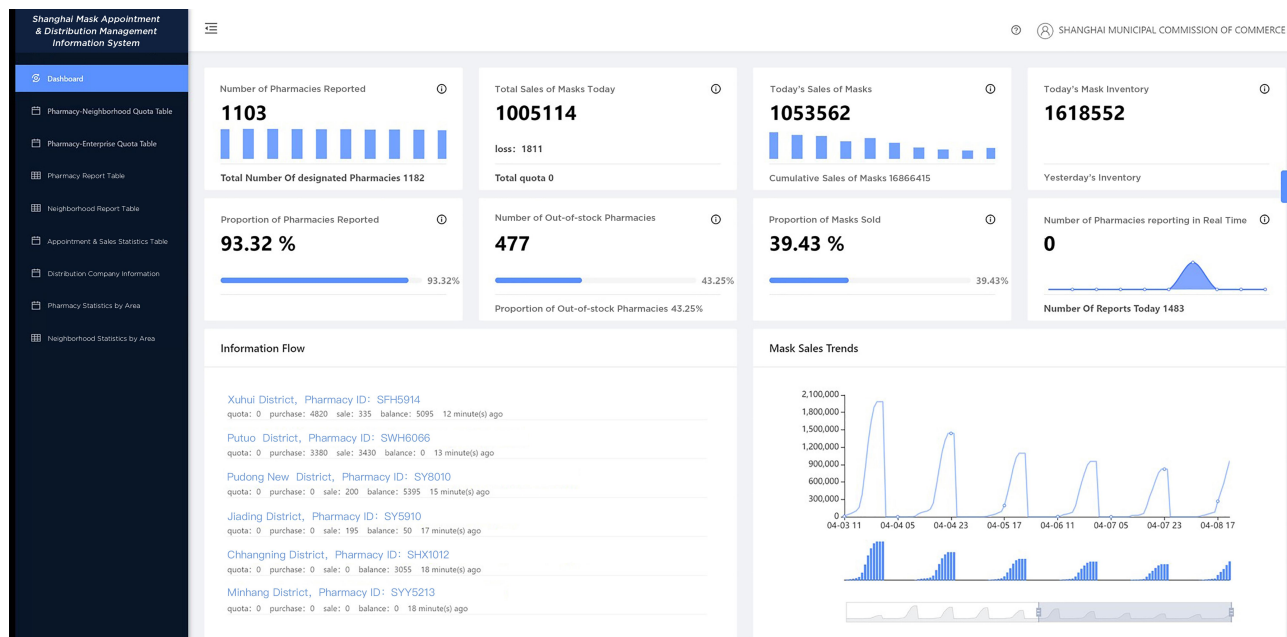 Shanghai Mask Appointment
& Distribution Management
Information System
SHANGHAI MUNICIPAL COMMISSION OF COMMERCE
Dashboard
Pharmacy-Neighborhood Quota Table
Pharmacy-Enterprise Quota Table
Pharmacy Report Table
Neighborhood Report Table
Appointment & Sales Statistics Table
Distribution Company Information
Pharmacy Statistics by Area
Neighborhood Statistics by Area
Number of Pharmacies Reported
1103
Total Number Of designated Pharmacies 1182
Total Sales of Masks Today
1005114
loss: 1811
Total quota 0
Today's Sales of Masks
1053562
Cumulative Sales of Masks 16866415
Today's Mask Inventory
1618552
Yesterday's Inventory
Proportion of Pharmacies Reported
93.32 %
93.32%
Number of Out-of-stock Pharmacies
477
43.25%
Proportion of Out-of-stock Pharmacies 43.25%
Proportion of Masks Sold
39.43 %
39.43%
Number of Pharmacies reporting in Real Time
0
Number Of Reports Today 1483
Information Flow
Xuhui District, Pharmacy ID: SFH5914
quota: 0 purchase: 4820 sale: 335 balance: 5095 12 minute(s) ago
Putuo District, Pharmacy ID: SWH6066
quota: 0 purchase: 3380 sale: 3430 balance: 0 13 minute(s) ago
Pudong New District, Pharmacy ID: SY8010
quota: 0 purchase: 0 sale: 200 balance: 5395 15 minute(s) ago
Jiading District, Pharmacy ID: SY5910
quota: 0 purchase: 0 sale: 195 balance: 50 17 minute(s) ago
Chhangning District, Pharmacy ID: SHX1012
quota: 0 purchase: 0 sale: 0 balance: 3055 18 minute(s) ago
Minhang District, Pharmacy ID: SYY5213
quota: 0 purchase: 0 sale: 0 balance: 0 18 minute(s) ago
Mask Sales Trends
2,100,000
1,800,000
1,500,000
1,200,000
900,000
600,000
300,000
0
04-03 11 04-04 05 04-04 23 04-05 17 04-06 11 04-07 05 04-07 23 04-08 17